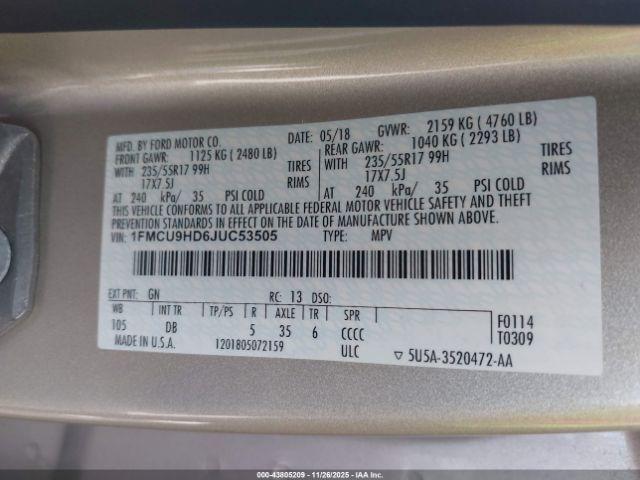 MFD. BY FORD MOTOR CO. DATE: 05/18 GVWR: 2159 KG ( 4760 LB)
FRONT GAWR: 1125 KG ( 2480 LB) REAR GAWR: 1040 KG ( 2293 LB)
WITH 235/55R17 99H TIRES WITH 235/55R17 99H TIRES
17X7.5J RIMS 17X7.5J RIMS
AT 240 kPa/ 35 PSI COLD AT 240 kPa/ 35 PSI COLD
THIS VEHICLE CONFORMS TO ALL APPLICABLE FEDERAL MOTOR VEHICLE SAFETY AND THEFT
PREVENTION STANDARDS IN EFFECT ON THE DATE OF MANUFACTURE SHOWN ABOVE.
VIN: 1FMCU9HD6JUC53505 TYPE: MPV
EXT PNT: GN RC: 13 DSO:
WB INT TR TP/PS R AXLE TR SPR
105 DB 5 35 6 CCCC
MADE IN U.S.A. 1201805072159 ULC
F0114
T0309
▽ 5U5A-3520472-AA
000-43805209 - 11/26/2025 - IAA Inc.